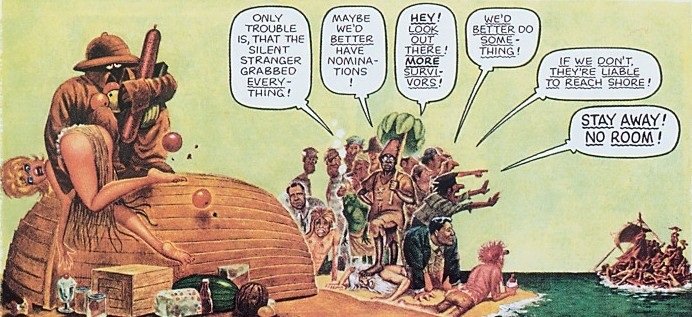 ONLY
TROUBLE
IS, THAT THE
SILENT
STRANGER
GRABBED
EVERY-
THING!
MAYBE
WE'D
BETTER
HAVE
NOMINA-
TIONS
!
HEY!
LOOK
OUT
THERE!
MORE
SURVI-
VORS!
WE'D
BETTER DO
SOME-
THING!
IF WE DON'T,
THEY'RE LIABLE
TO REACH SHORE!
STAY AWAY!
NO ROOM!